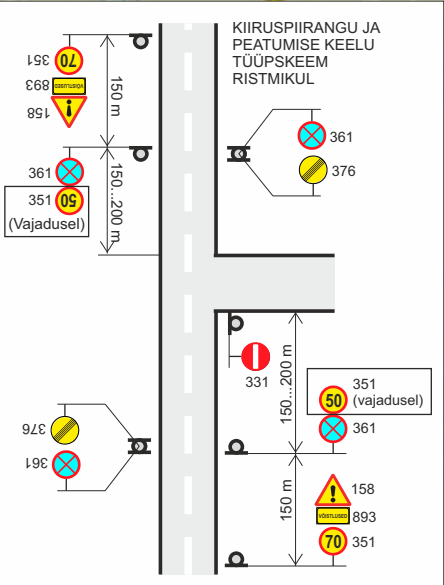 KIIRUSPIIRANGU JA
PEATUMISE KEELU
TÜÜPSKEEM
RISTMIKUL
351
70
893
VÕISTLUSED
158
150 m
361
351
50
(Vajadusel)
150...200 m
361
376
331
150...200 m
351
50
(vajadusel)
361
376
361
150 m
158
VÕISTLUSED
893
70
351